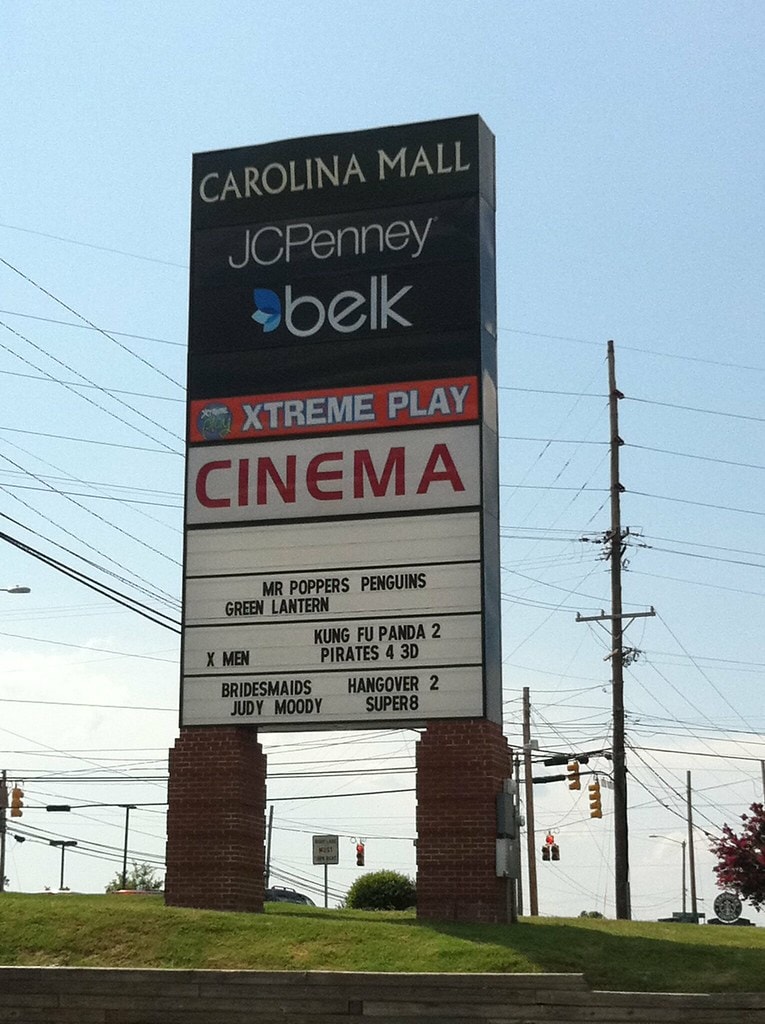 CAROLINA MALL
JCPenney
belk
XTREME PLAY
CINEMA
MR POPPERS PENGUINS
GREEN LANTERN
KUNG FU PANDA 2
X MEN PIRATES 4 3D
BRIDESMAIDS HANGOVER 2
JUDY MOODY SUPER8